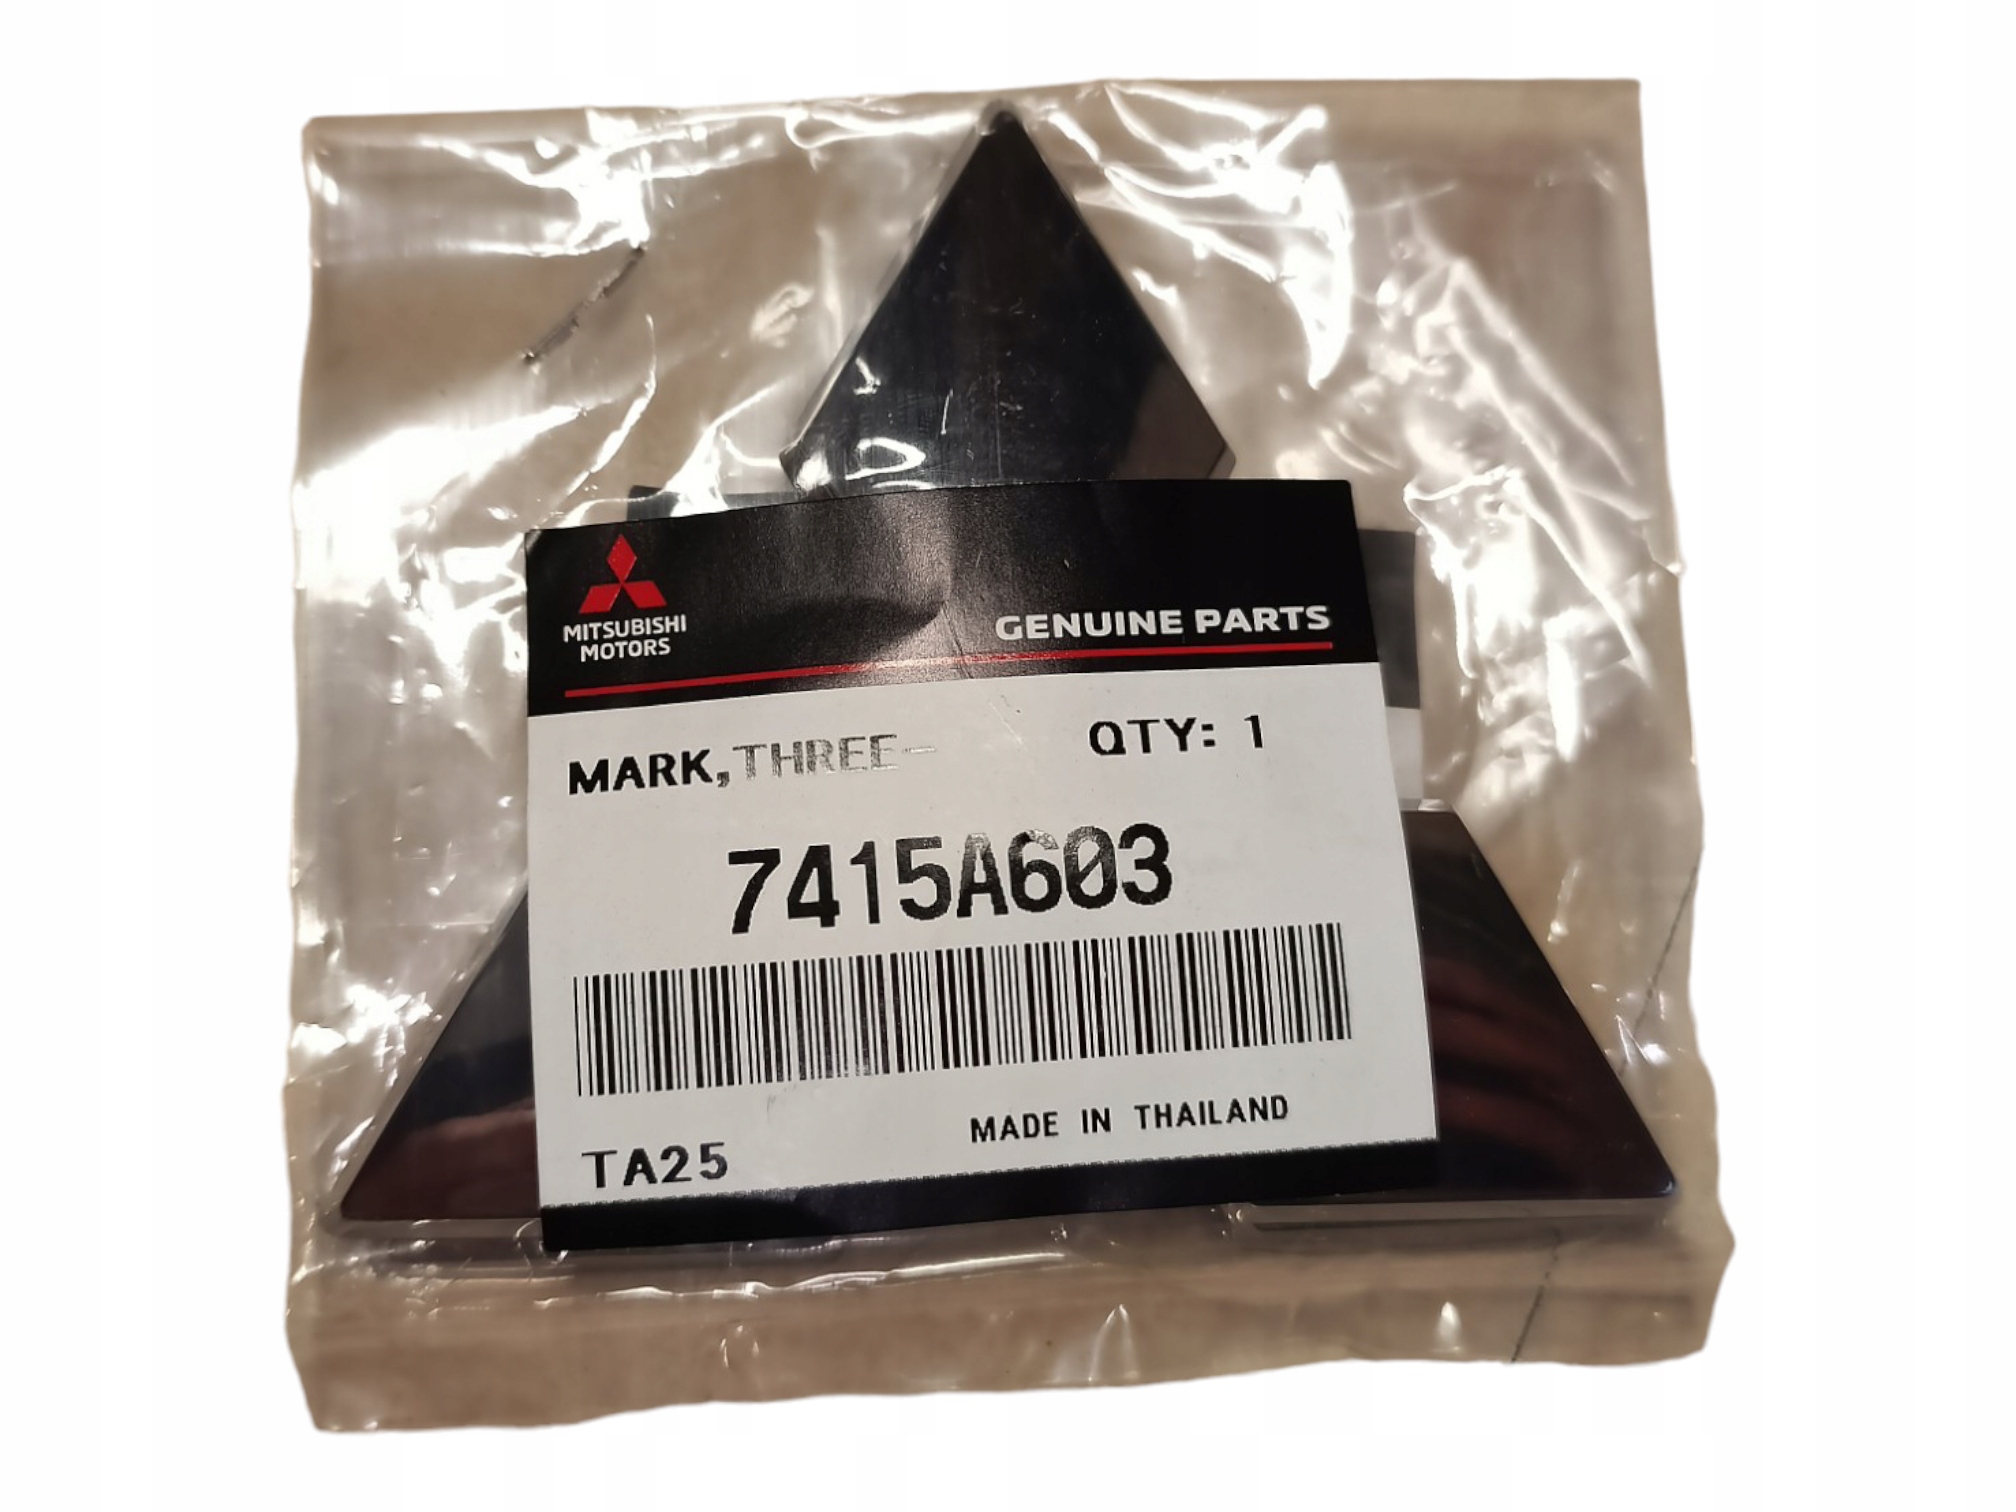 MITSUBISHI
MOTORS
GENUINE PARTS
MARK,THREE-
QTY: 1
7415A603
MADE IN THAILAND
TA25